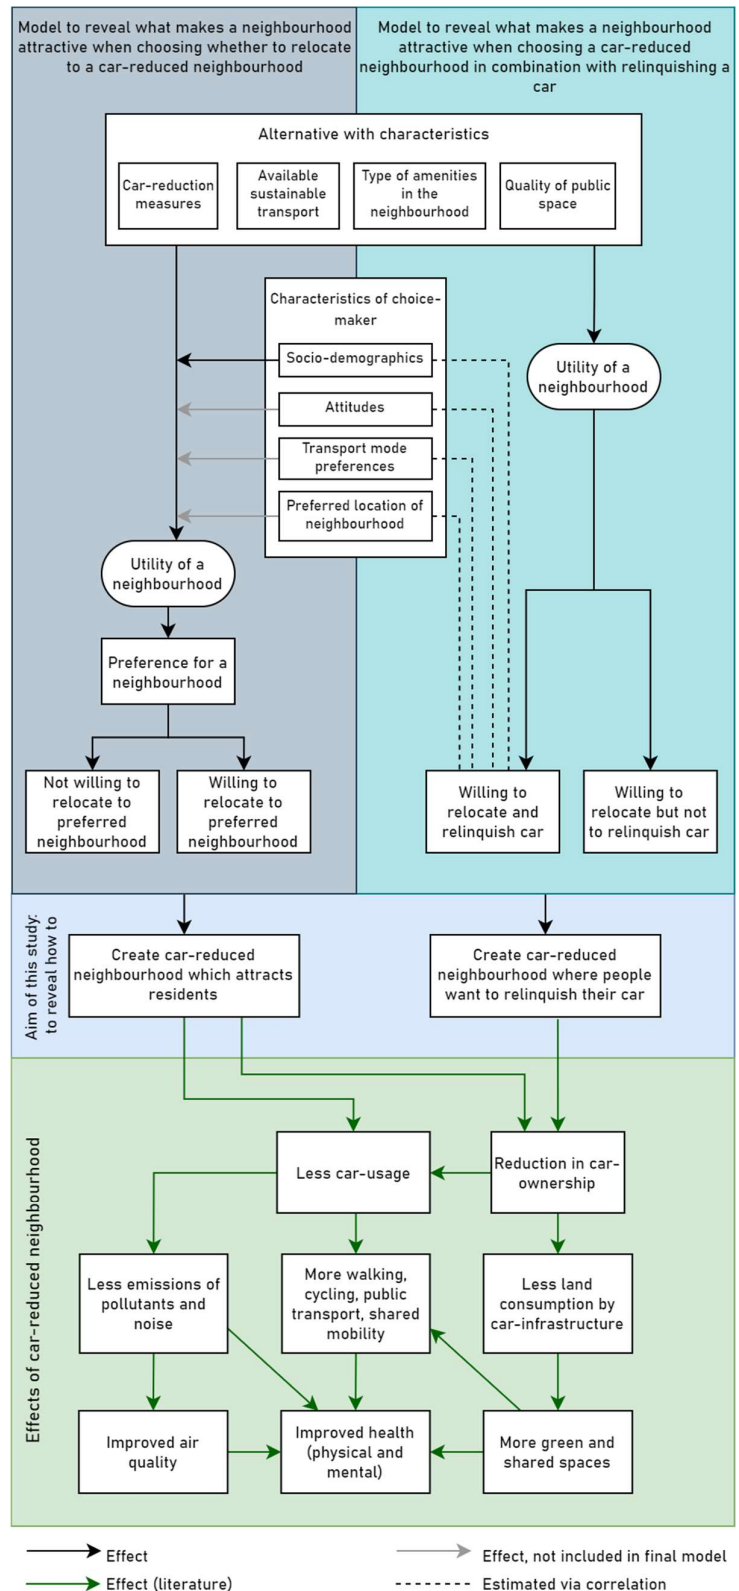 Model to reveal what makes a neighbourhood
attractive when choosing whether to relocate
to a car-reduced neighbourhood
Model to reveal what makes a neighbourhood
attractive when choosing a car-reduced
neighbourhood in combination with relinquishing a
car
Alternative with characteristics
Car-reduction
measures
Available
sustainable
transport
Type of amenities
in the
neighbourhood
Quality of public
space
Characteristics of choice-
maker
Socio-demographics
Attitudes
Transport mode
preferences
Preferred location of
neighbourhood
Utility of a
neighbourhood
Utility of a
neighbourhood
Preference for a
neighbourhood
Not willing to
relocate to
preferred
neighbourhood
Willing to
relocate to
preferred
neighbourhood
Willing to
relocate and
relinquish car
Willing to
relocate but not
to relinquish car
Aim of this study:
to reveal how to
Create car-reduced
neighbourhood which attracts
residents
Create car-reduced
neighbourhood where people
want to relinquish their car
Effects of car-reduced neighbourhood
Less car-usage
Reduction in car-
ownership
Less emissions of
pollutants and
noise
More walking,
cycling, public
transport, shared
mobility
Less land
consumption by
car-infrastructure
Improved air
quality
Improved health
(physical and
mental)
More green and
shared spaces
Effect
Effect, not included in final model
Effect (literature)
Estimated via correlation